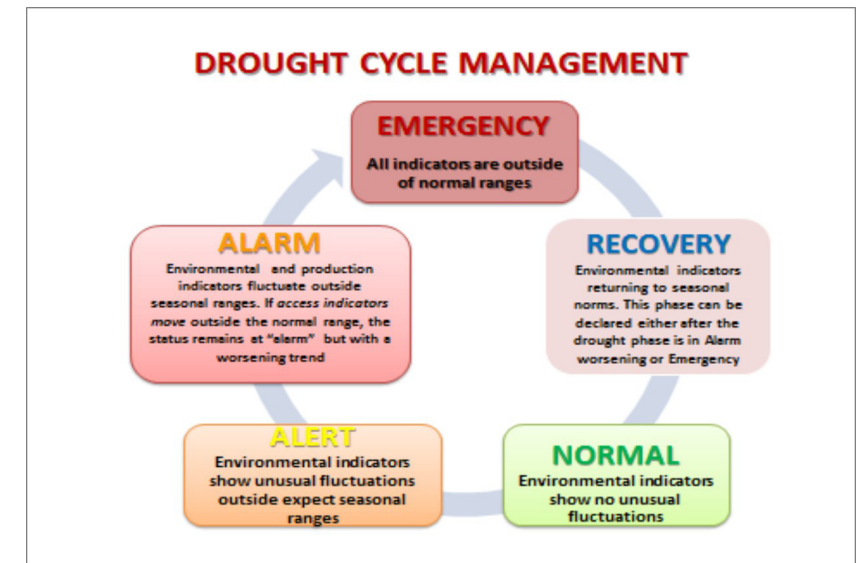 DROUGHT CYCLE MANAGEMENT
EMERGENCY
All indicators are outside
of normal ranges
RECOVERY
Environmental indicators
returning to seasonal
norms. This phase can be
declared either after the
drought phase is in Alarm
worsening or Emergency
NORMAL
Environmental indicators
show no unusual
fluctuations
ALERT
Environmental indicators
show unusual fluctuations
outside expect seasonal
ranges
ALARM
Environmental and production
indicators fluctuate outside
seasonal ranges. If access indicators
move outside the normal range, the
status remains at “alarm” but with a
worsening trend